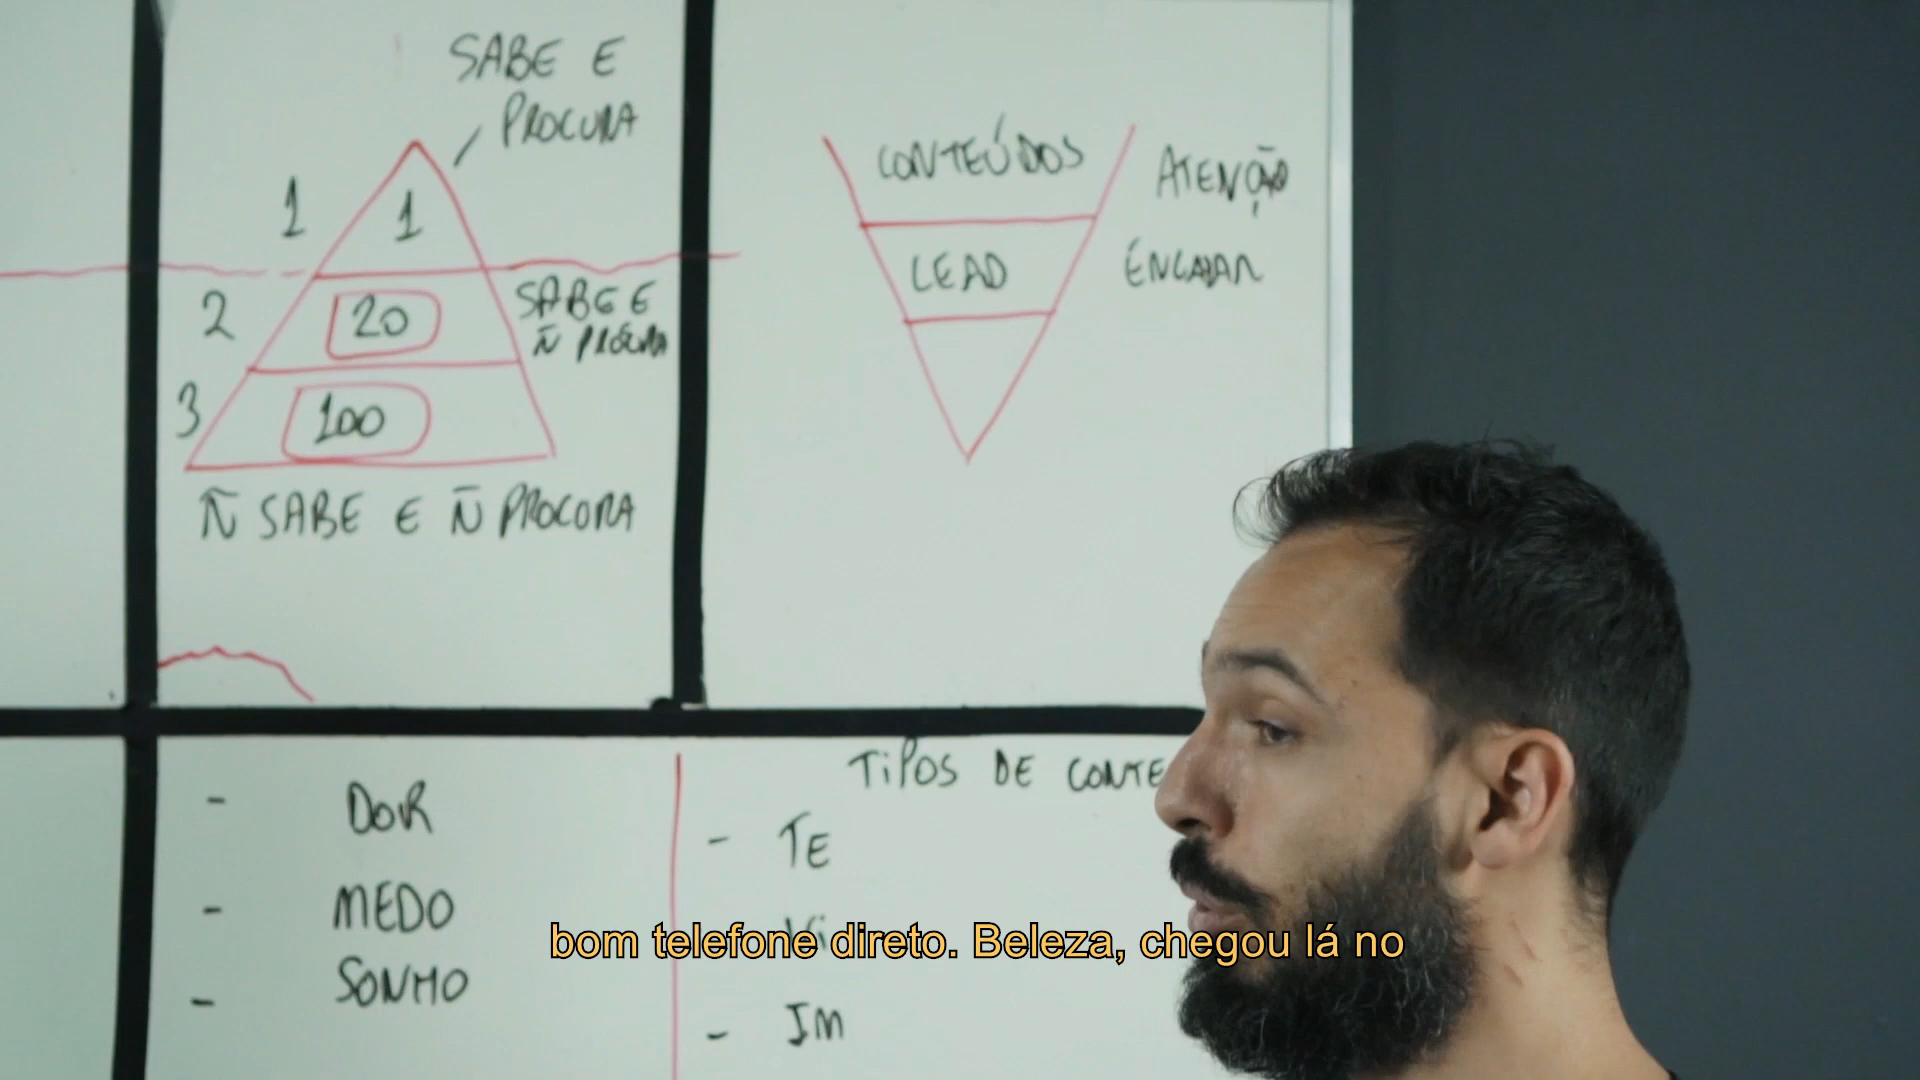 SABE E
PROCURA
1
1
2
20
SABE E
Ñ PROCURA
3
100
Ñ SABE E Ñ PROCURA
CONTEÚDOS
ATENÇÃO
LEAD
ENGAJAR
- DOR
- MEDO
- SONHO
TIPOS DE CONTE
- TE
- IM
bom telefone direto. Beleza, chegou lá no